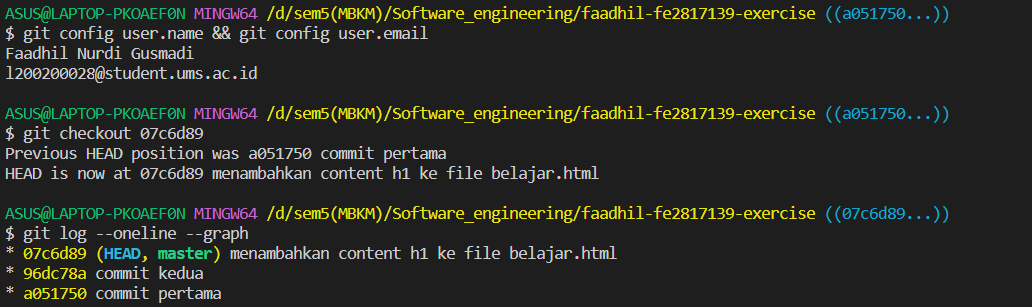 ASUS@LAPTOP-PKOAEF0N MINGW64 /d/sem5(MBKM)/Software_engineering/faadhil-fe2817139-exercise ((a051750...))
$ git config user.name && git config user.email
Faadhil Nurdi Gusmadi
l200200028@student.ums.ac.id
ASUS@LAPTOP-PKOAEF0N MINGW64 /d/sem5(MBKM)/Software_engineering/faadhil-fe2817139-exercise ((a051750...))
$ git checkout 07c6d89
Previous HEAD position was a051750 commit pertama
HEAD is now at 07c6d89 menambahkan content h1 ke file belajar.html
ASUS@LAPTOP-PKOAEF0N MINGW64 /d/sem5(MBKM)/Software_engineering/faadhil-fe2817139-exercise ((07c6d89...))
$ git log --oneline --graph
* 07c6d89 (HEAD, master) menambahkan content h1 ke file belajar.html
* 96dc78a commit kedua
* a051750 commit pertama